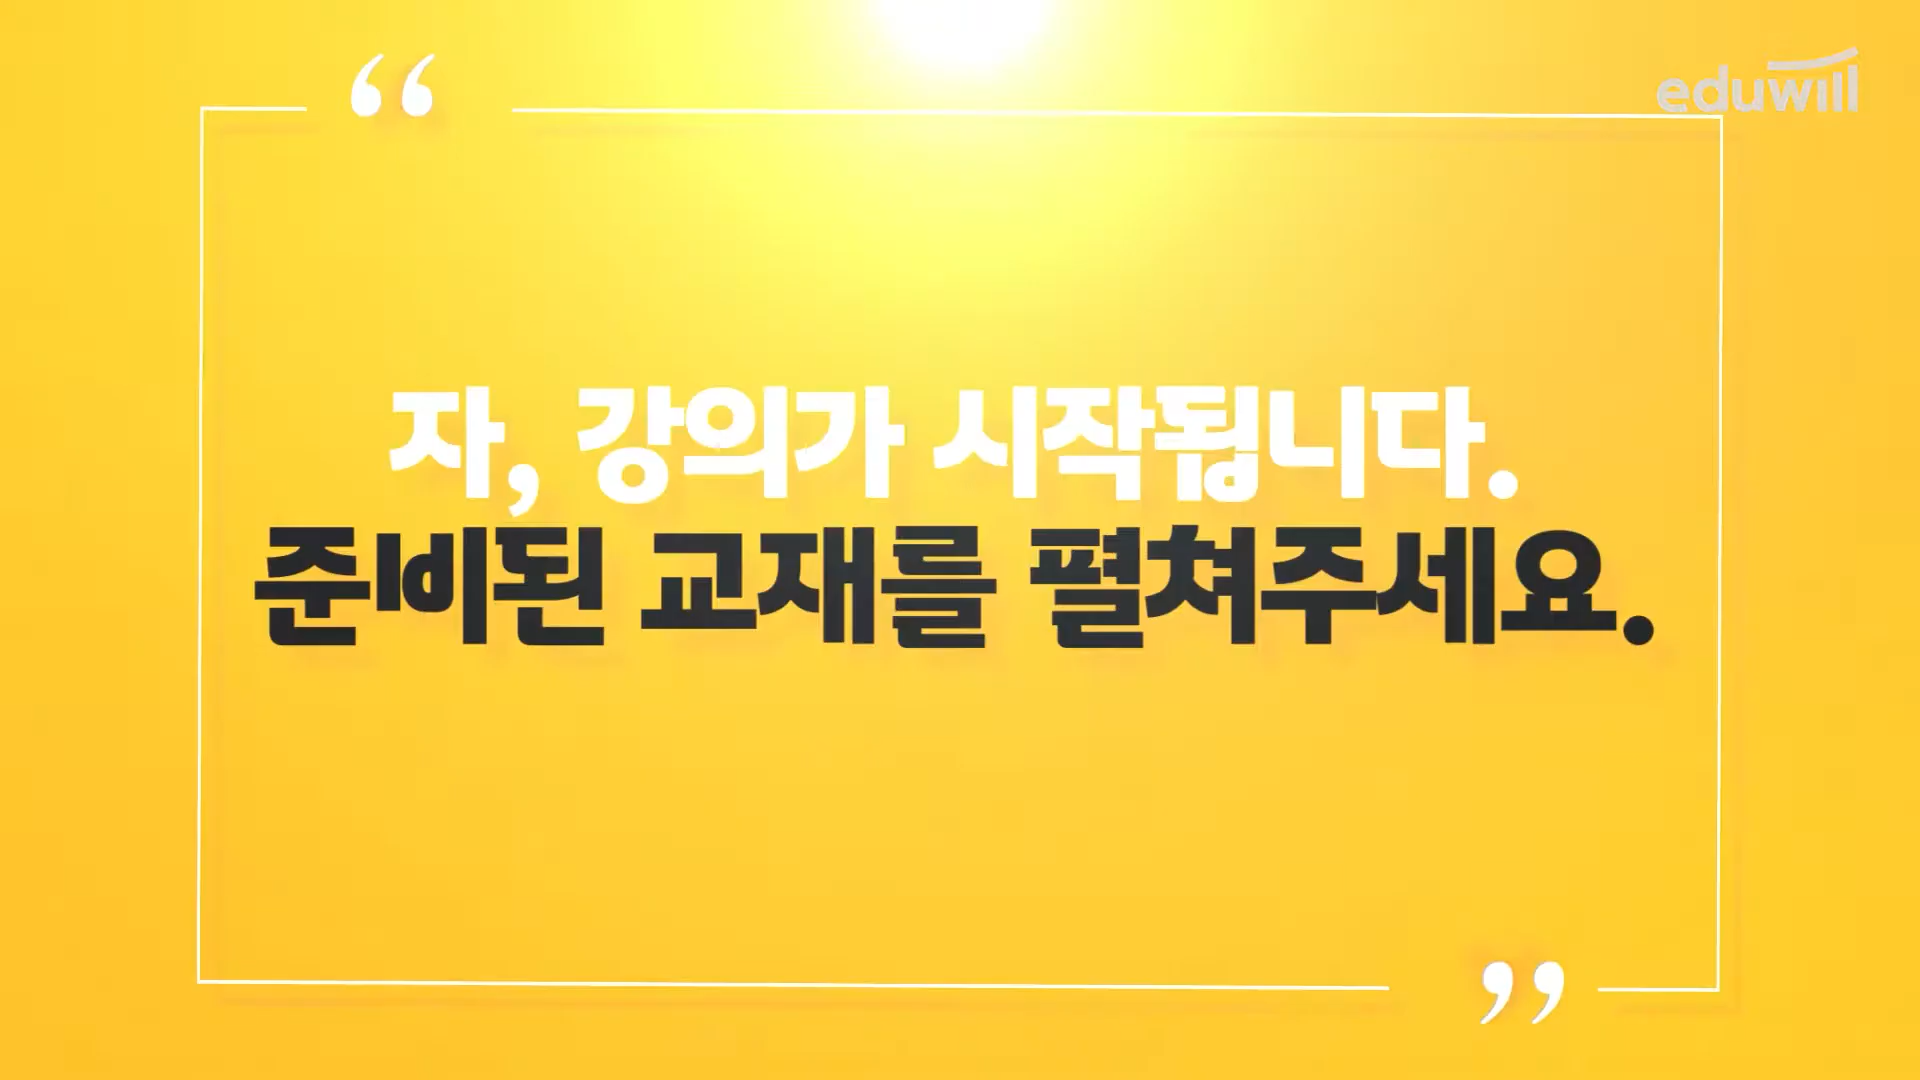 eduwill
“
자, 강의가 시작됩니다.
준비된 교재를 펼쳐주세요.
”